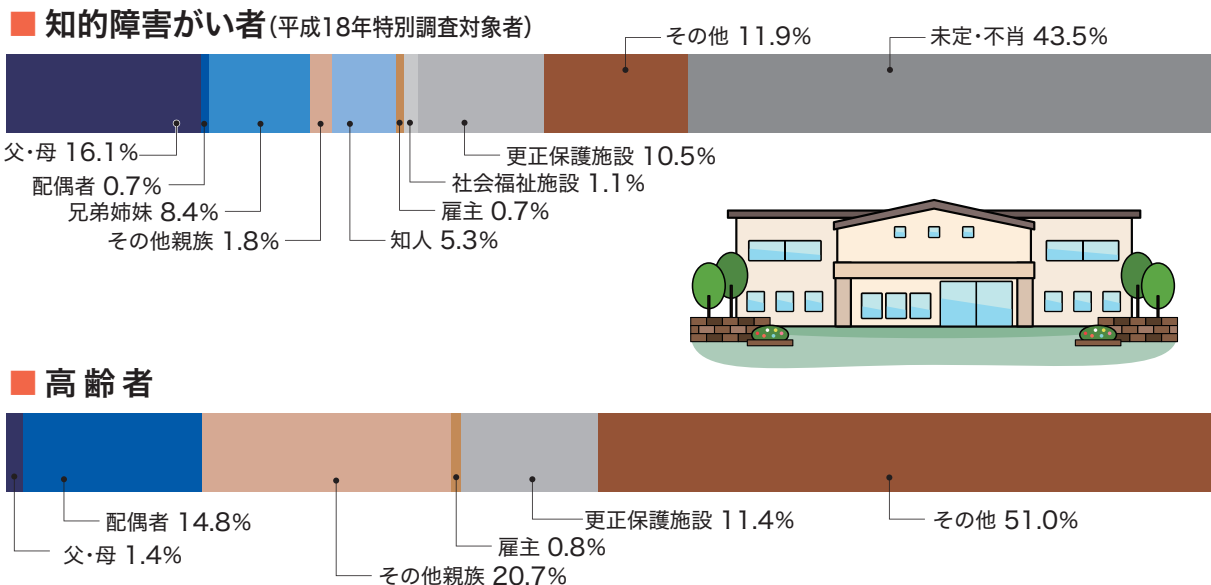 ■ 知的障害がい者(平成18年特別調査対象者)
その他 11.9%
未定・不肖 43.5%
父・母 16.1%
配偶者 0.7%
兄弟姉妹 8.4%
その他親族 1.8%
知人 5.3%
雇主 0.7%
社会福祉施設 1.1%
更正保護施設 10.5%
■ 高齢者
父・母 1.4%
配偶者 14.8%
その他親族 20.7%
雇主 0.8%
更正保護施設 11.4%
その他 51.0%